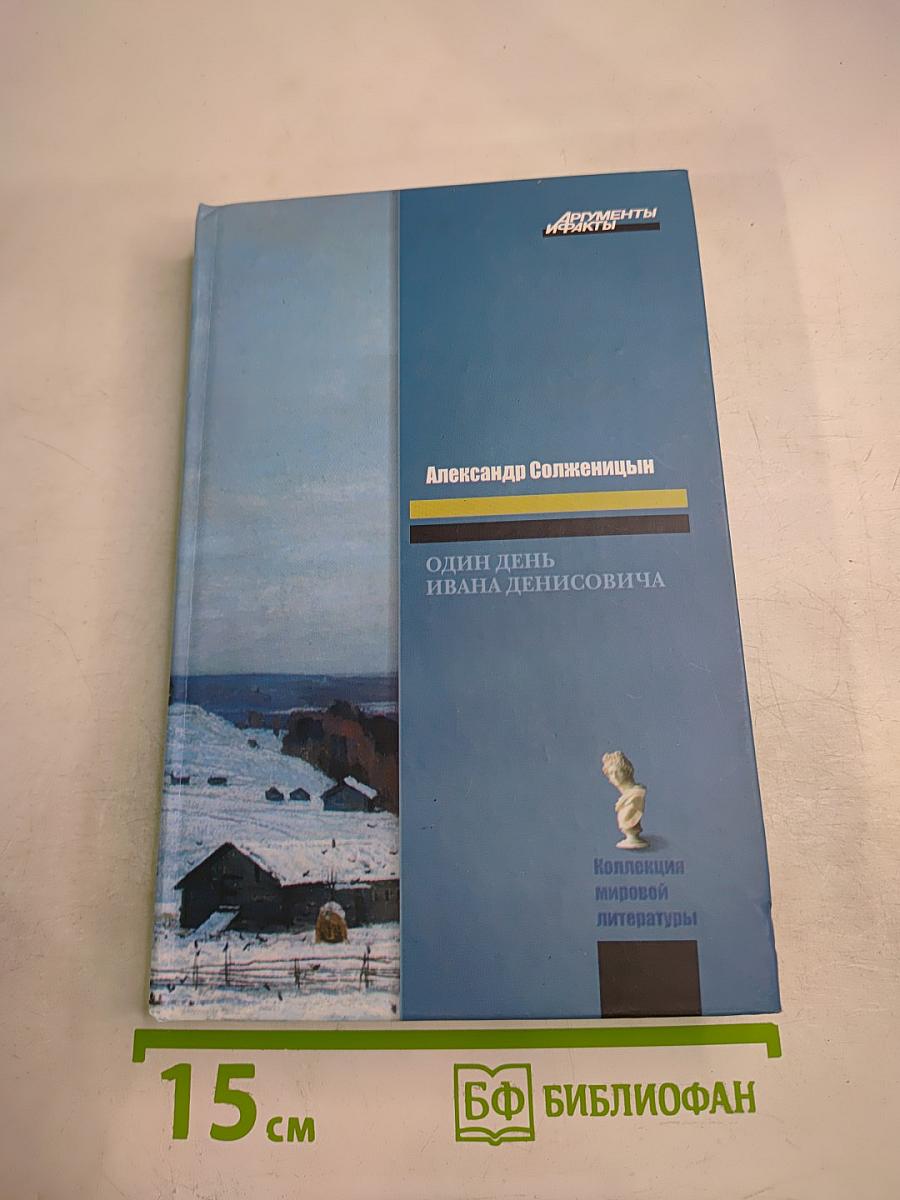 АРГУМЕНТЫ
И ФАКТЫ
Александр Солженицын
ОДИН ДЕНЬ
ИВАНА ДЕНИСОВИЧА
Коллекция
мировой
литературы
15 см
БФ БИБЛИОФАН